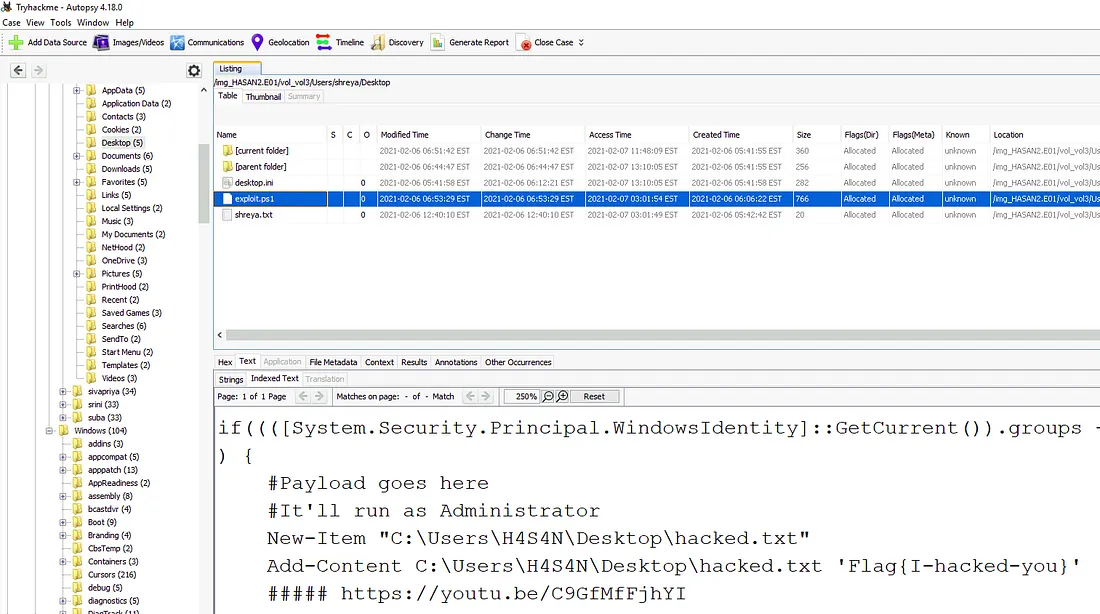 Tryhackme - Autopsy 4.18.0
Case View Tools Window Help
Add Data Source Images/Videos Communications Geolocation Timeline Discovery Generate Report Close Case
Listing
/img_HASAN2.E01/vol_vol3/Users/shreya/Desktop
Table Thumbnail Summary
Name S C O Modified Time Change Time Access Time Created Time Size Flags(Dir) Flags(Meta) Known Location
[current folder] 2021-02-06 06:51:42 EST 2021-02-06 06:51:42 EST 2021-02-07 11:48:09 EST 2021-02-06 05:41:55 EST 360 Allocated Allocated unknown /img_HASAN2.E01/vol_vol3/Us
[parent folder] 2021-02-06 06:44:47 EST 2021-02-06 06:44:47 EST 2021-02-07 13:10:05 EST 2021-02-06 05:41:55 EST 256 Allocated Allocated unknown /img_HASAN2.E01/vol_vol3/Us
desktop.ini 0 2021-02-06 05:41:58 EST 2021-02-06 06:12:21 EST 2021-02-07 13:10:05 EST 2021-02-06 05:41:58 EST 282 Allocated Allocated unknown /img_HASAN2.E01/vol_vol3/Us
exploit.ps1 0 2021-02-06 06:53:29 EST 2021-02-06 06:53:29 EST 2021-02-07 03:01:54 EST 2021-02-06 06:06:22 EST 766 Allocated Allocated unknown /img_HASAN2.E01/vol_vol3/Us
shreya.txt 0 2021-02-06 12:40:10 EST 2021-02-06 12:40:10 EST 2021-02-07 03:01:49 EST 2021-02-06 05:42:42 EST 20 Allocated Allocated unknown /img_HASAN2.E01/vol_vol3/Us
AppData (5)
Application Data (2)
Contacts (3)
Cookies (2)
Desktop (5)
Documents (6)
Downloads (5)
Favorites (5)
Links (5)
Local Settings (2)
Music (3)
My Documents (2)
NetHood (2)
OneDrive (3)
Pictures (5)
PrintHood (2)
Recent (2)
Saved Games (3)
Searches (6)
SendTo (2)
Start Menu (2)
Templates (2)
Videos (3)
sivapriya (34)
srini (33)
suba (33)
Windows (104)
addins (3)
appcompat (5)
apppatch (13)
AppReadiness (2)
assembly (8)
bcastdvr (4)
Boot (9)
Branding (4)
CbsTemp (2)
Containers (3)
Cursors (216)
debug (5)
diagnostics (5)
DiagTrack (11)
Hex Text Application File Metadata Context Results Annotations Other Occurrences
Strings Indexed Text Translation
Page: 1 of 1 Page Matches on page: - of - Match 250% Reset
if((([System.Security.Principal.WindowsIdentity]::GetCurrent()).groups -
) {
#Payload goes here
#It'll run as Administrator
New-Item "C:\Users\H4S4N\Desktop\hacked.txt"
Add-Content C:\Users\H4S4N\Desktop\hacked.txt 'Flag{I-hacked-you}'
##### https://youtu.be/C9GfMfFjhYI